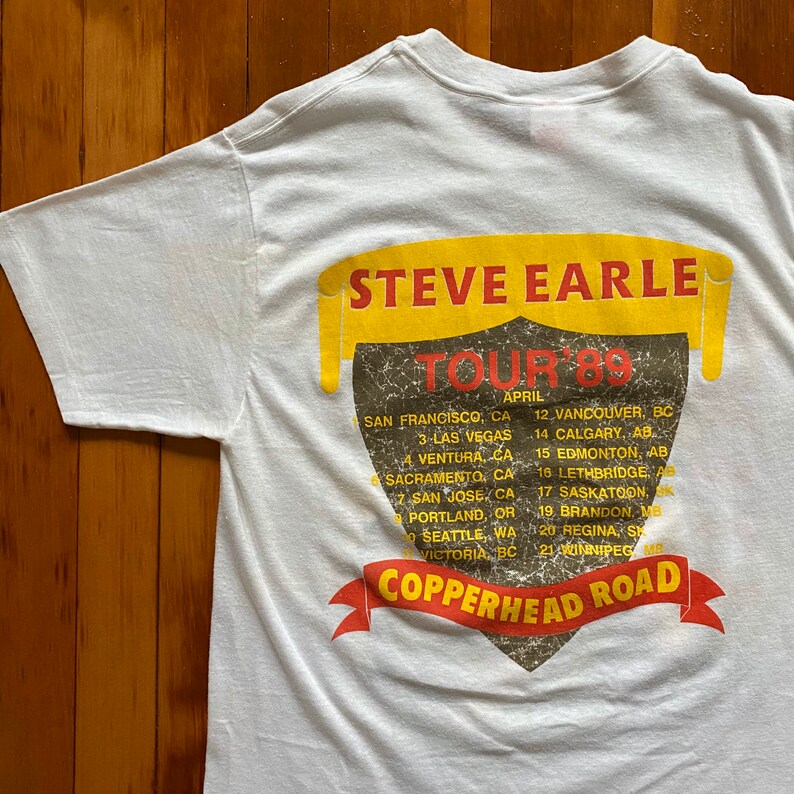 STEVE EARLE
TOUR '89
APRIL
1 SAN FRANCISCO, CA
3 LAS VEGAS
4 VENTURA, CA
6 SACRAMENTO, CA
7 SAN JOSE, CA
9 PORTLAND, OR
10 SEATTLE, WA
11 VICTORIA, BC
12 VANCOUVER, BC
14 CALGARY, AB
15 EDMONTON, AB
16 LETHBRIDGE, AB
17 SASKATOON, SK
19 BRANDON, MB
20 REGINA, SK
21 WINNIPEG, MB
COPPERHEAD ROAD